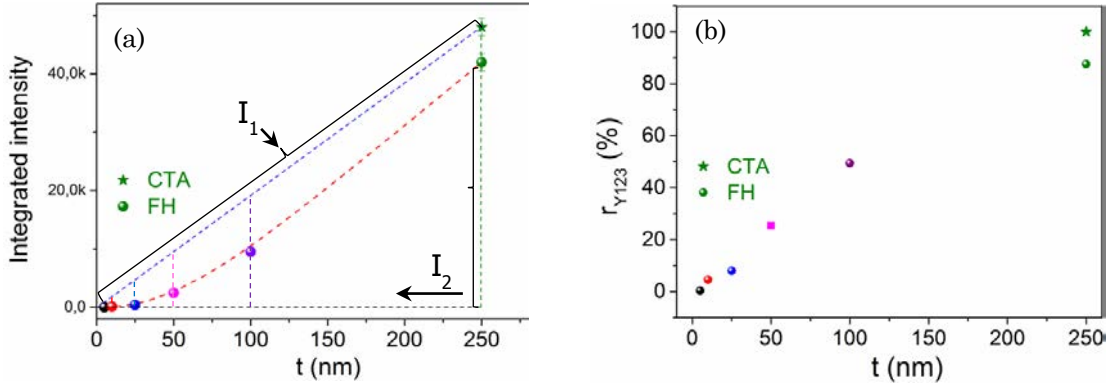 (a)
Integrated intensity
40,0k
20,0k
0,0
I₁
CTA
FH
I₂
0 50 100 150 200 250
t (nm)
(b)
r_Y123 (%)
100
80
60
40
20
0
CTA
FH
0 50 100 150 200 250
t (nm)